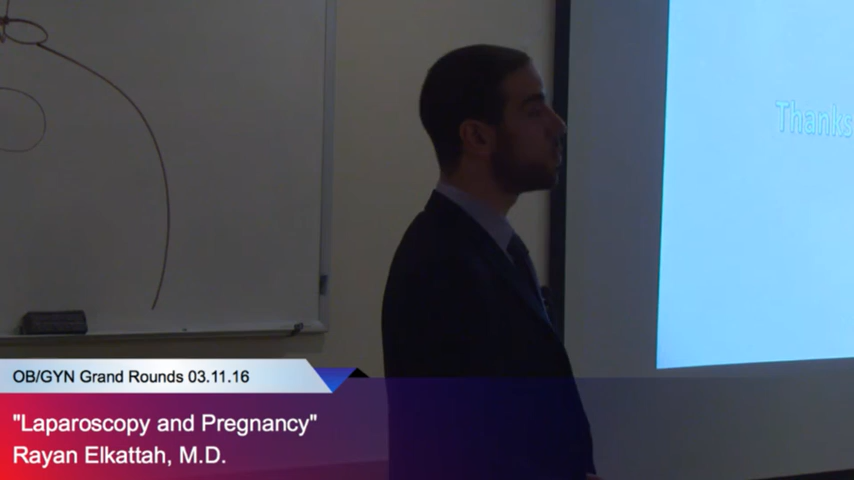 Thanks
OB/GYN Grand Rounds 03.11.16
"Laparoscopy and Pregnancy"
Rayan Elkattah, M.D.